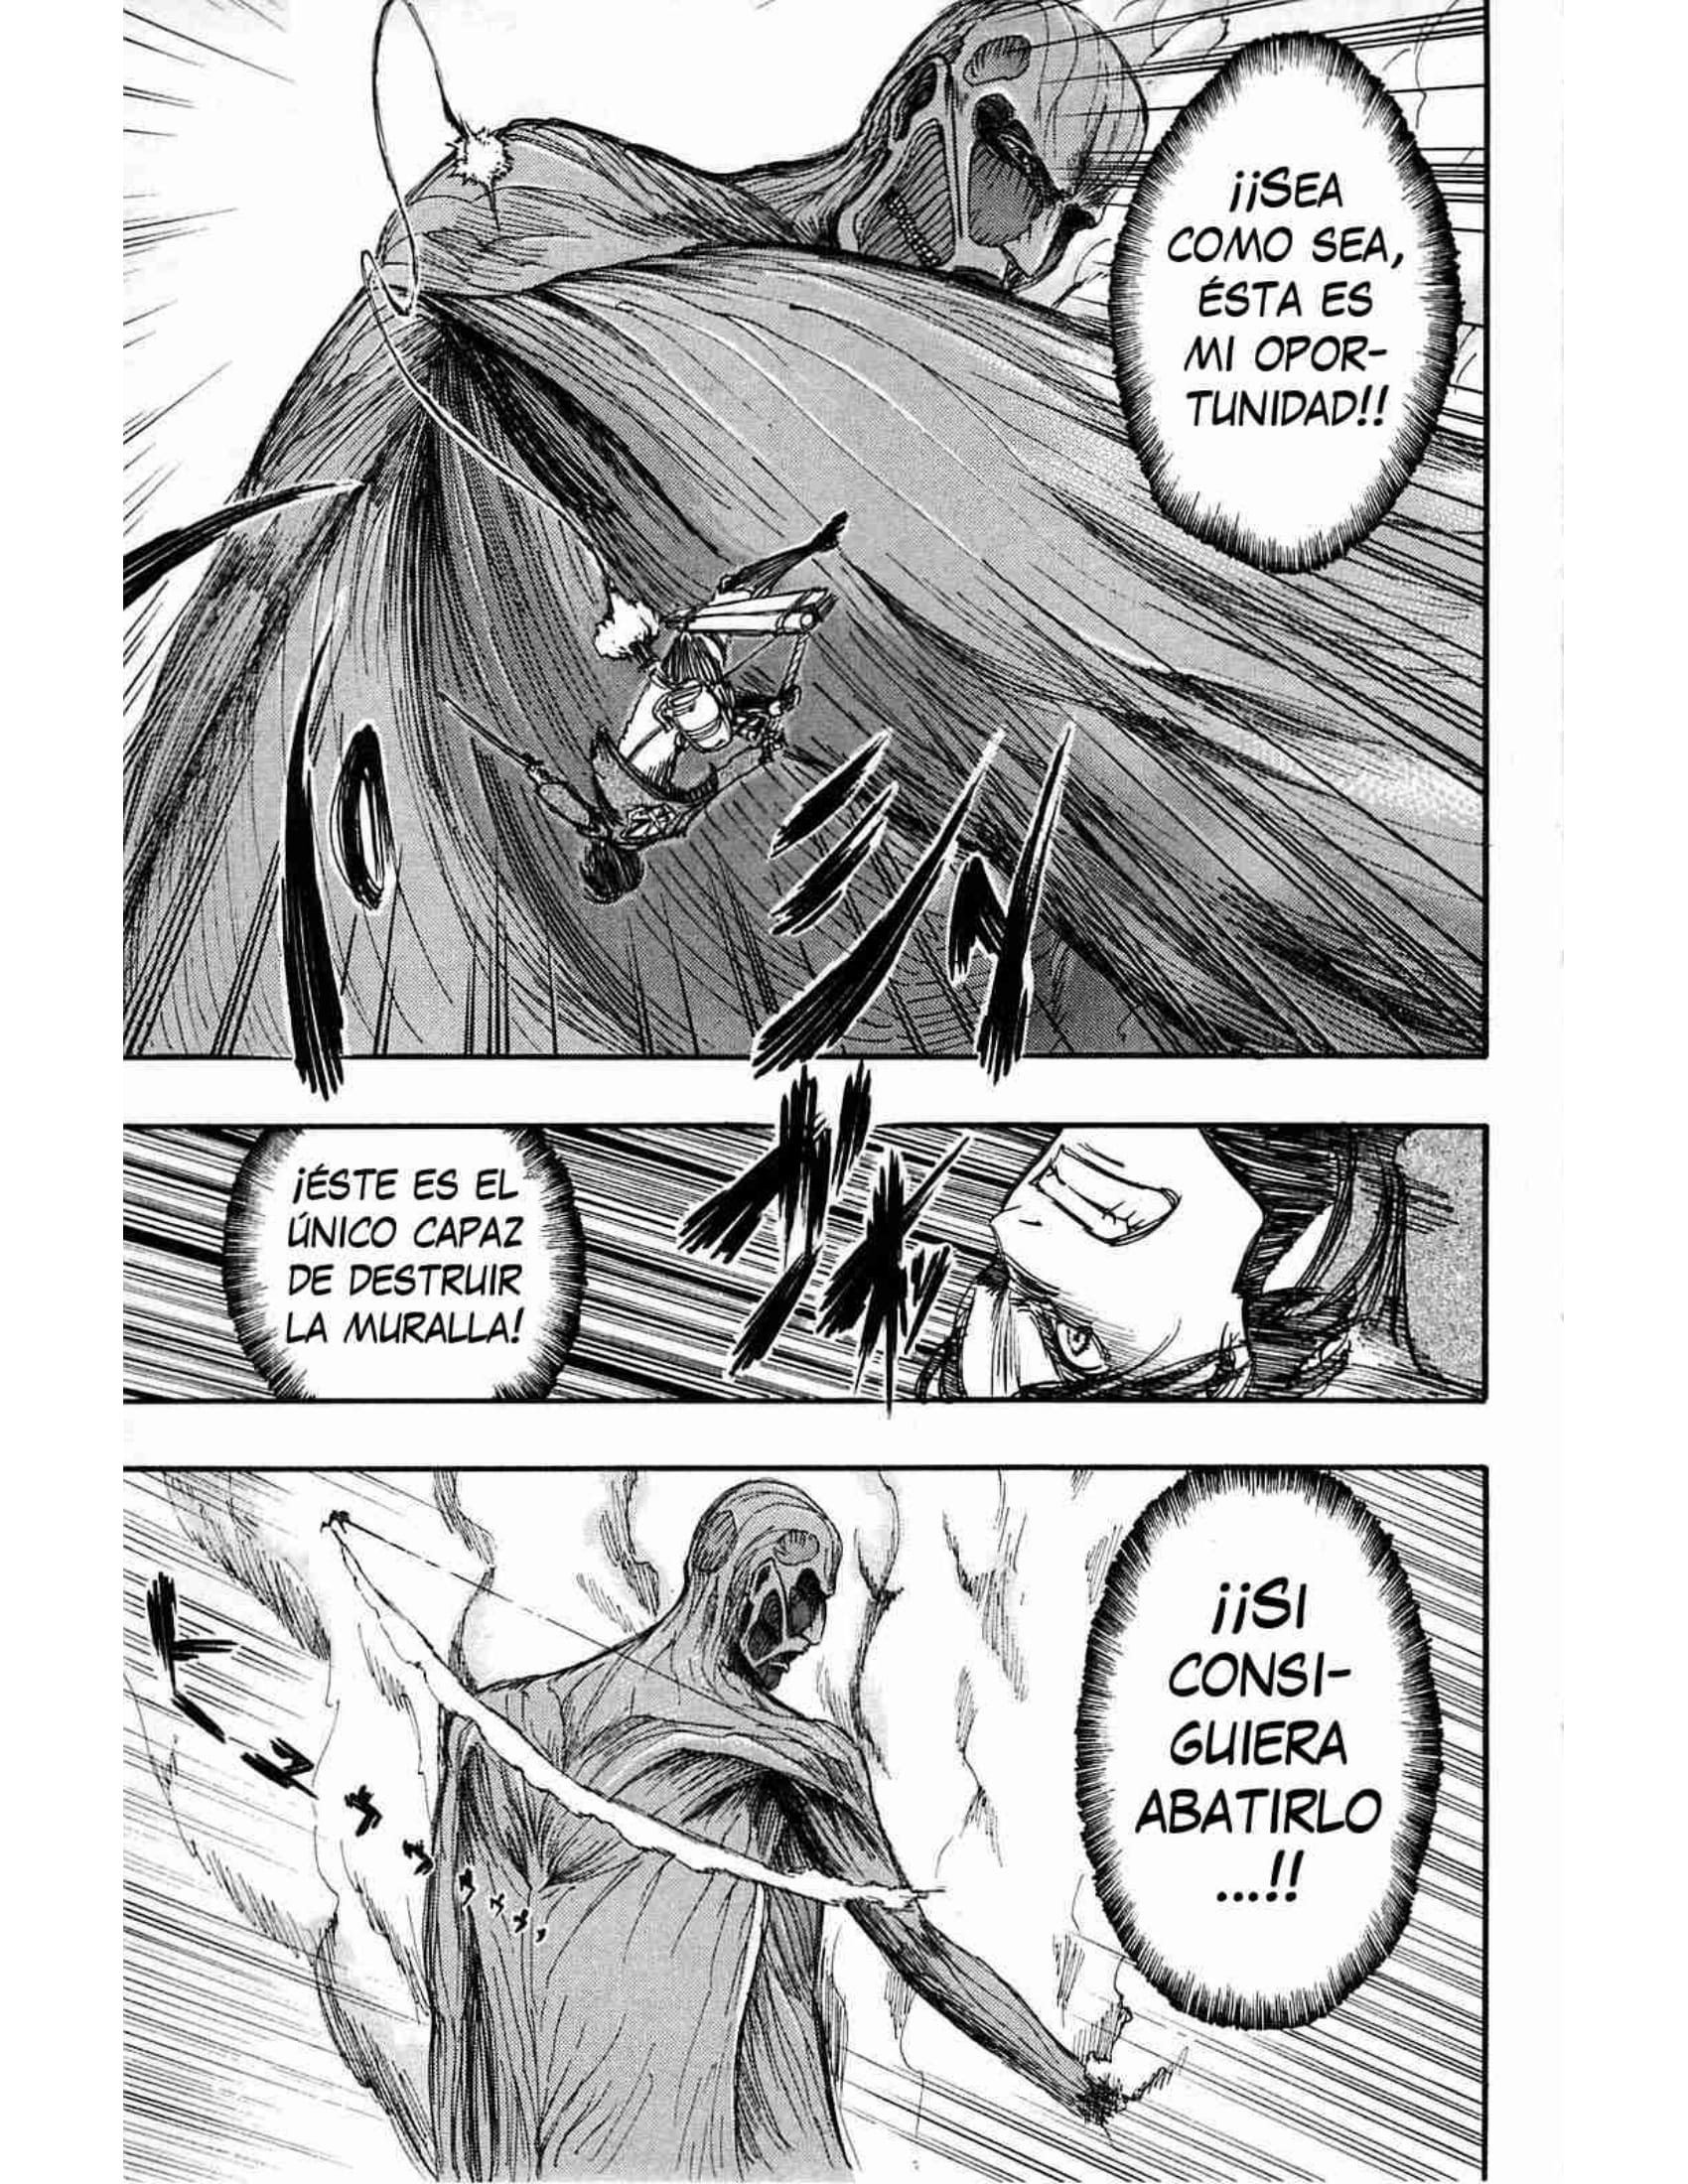 ¡¡SEA
COMO SEA,
ÉSTA ES
MI OPOR-
TUNIDAD!!
¡ÉSTE ES EL
ÚNICO CAPAZ
DE DESTRUIR
LA MURALLA!
¡¡SI
CONSI-
GUIERA
ABATIRLO
...!!